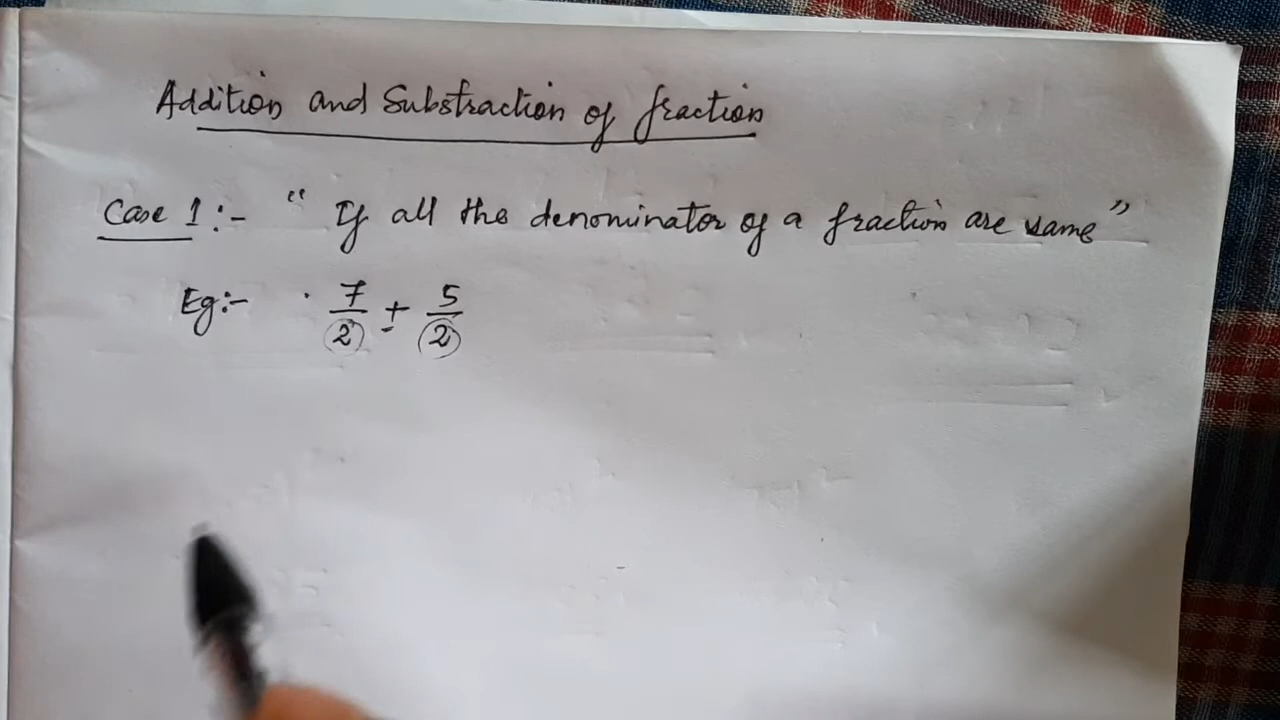 Addition and Substraction of fraction
Case 1:- " If all the denominator of a fraction are same "
Eg:- 7/2 ± 5/2